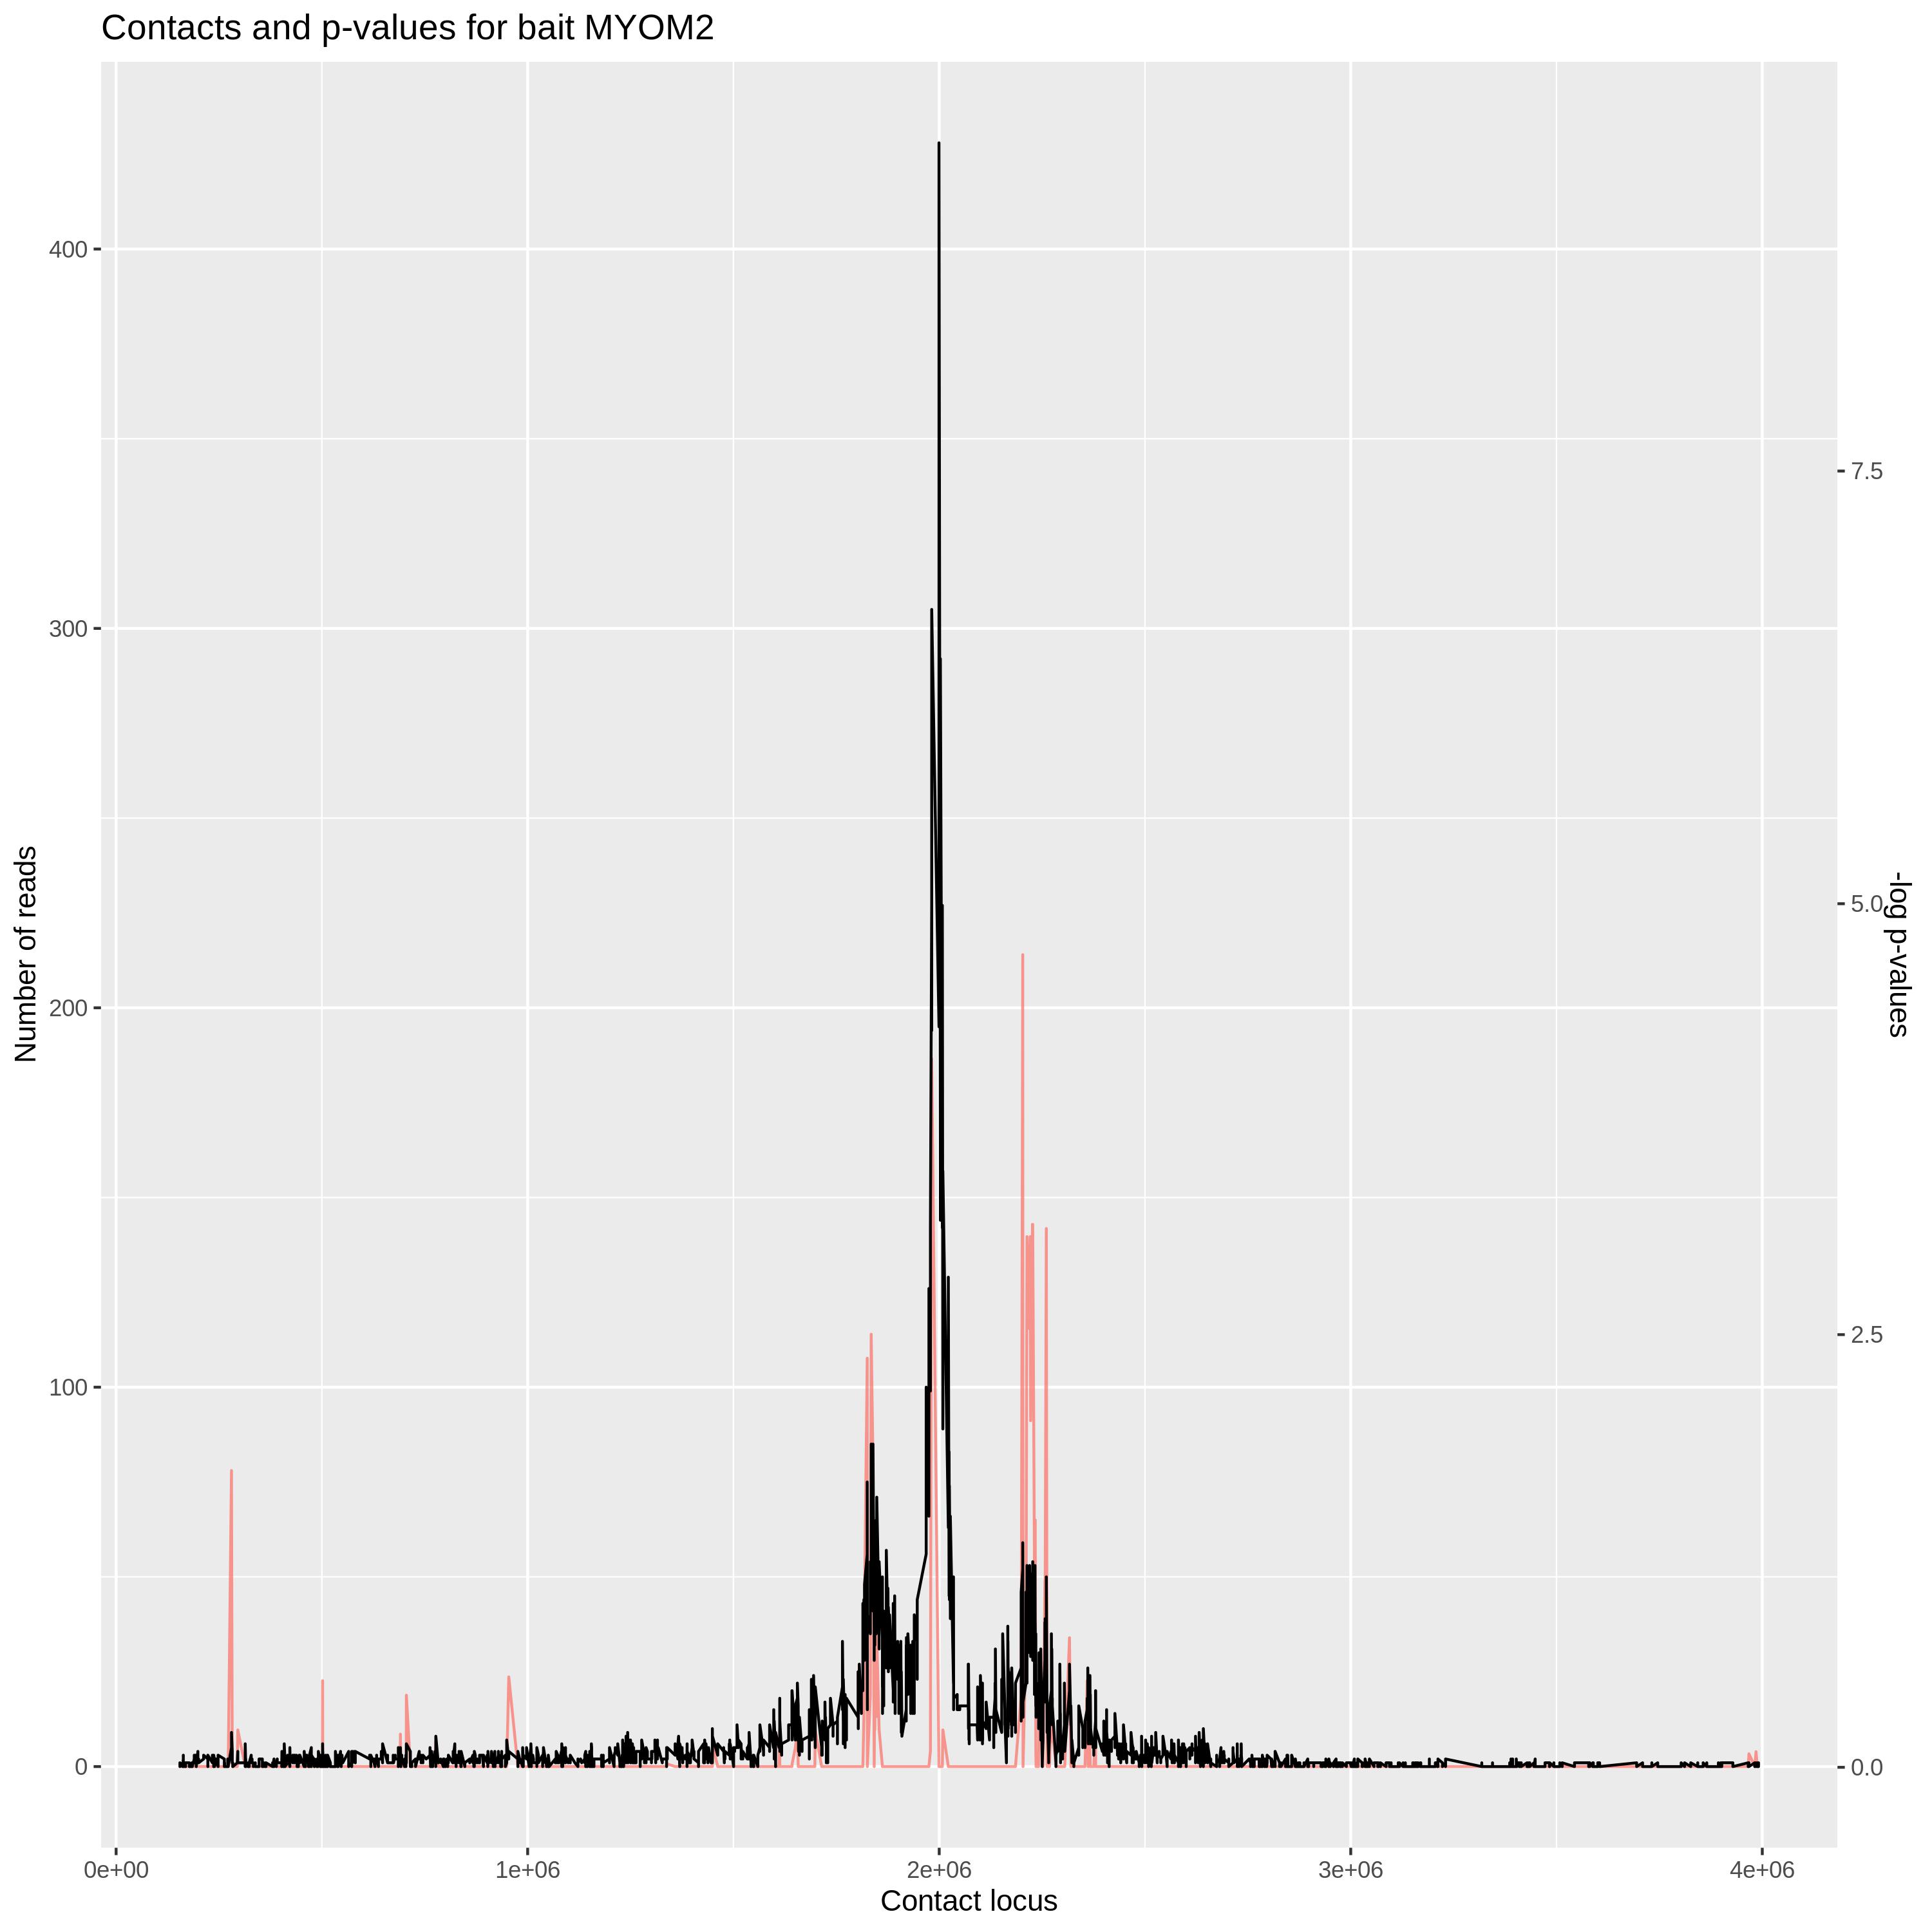 Contacts and p-values for bait MYOM2
400
300
200
100
0
Number of reads
7.5
5.0
2.5
0.0
-log p-values
0e+00 1e+06 2e+06 3e+06 4e+06
Contact locus